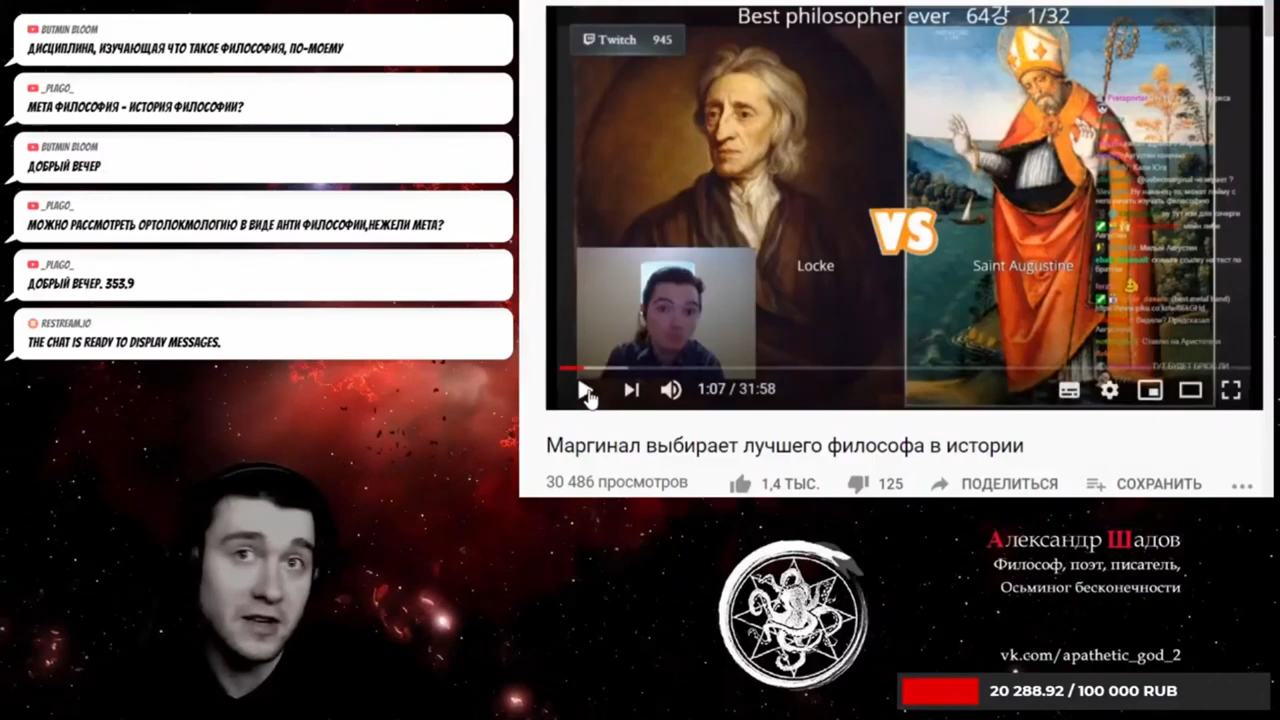 BUTMIN BLOOM
ДИСЦИПЛИНА, ИЗУЧАЮЩАЯ ЧТО ТАКОЕ ФИЛОСОФИЯ, ПО-МОЕМУ
_PLAGO_
МЕТА ФИЛОСОФИЯ - ИСТОРИЯ ФИЛОСОФИИ?
BUTMIN BLOOM
ДОБРЫЙ ВЕЧЕР
_PLAGO_
МОЖНО РАССМОТРЕТЬ ОРТОЛОКМОЛОГИЮ В ВИДЕ АНТИ ФИЛОСОФИИ,НЕЖЕЛИ МЕТА?
_PLAGO_
ДОБРЫЙ ВЕЧЕР. 353,9
RESTREAM.IO
THE CHAT IS READY TO DISPLAY MESSAGES.
Best philosopher ever 64강 1/32
Twitch 945
VS
Locke
Saint Augustine
1:07 / 31:58
Маргинал выбирает лучшего философа в истории
30 486 просмотров 1,4 ТЫС. 125 ПОДЕЛИТЬСЯ СОХРАНИТЬ
Александр Шадов
Философ, поэт, писатель,
Осьминог бесконечности
vk.com/apathetic_god_2
20 288.92 / 100 000 RUB